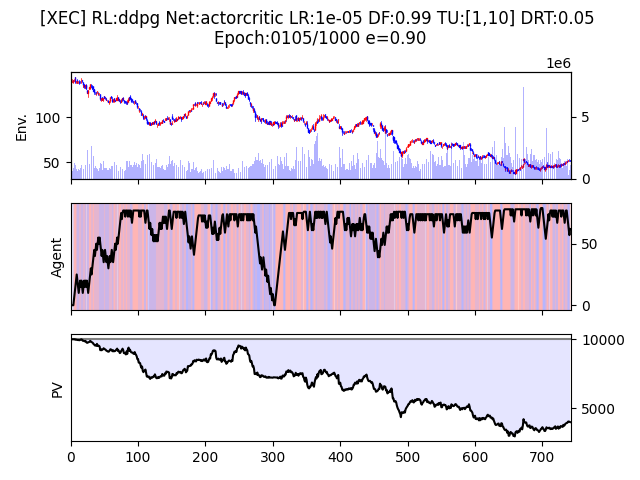 [XEC] RL:ddpg Net:actorcritic LR:1e-05 DF:0.99 TU:[1,10] DRT:0.05
Epoch:0105/1000 e=0.90
1e6
Env.
100
50
5
0
Agent
50
0
PV
10000
5000
0 100 200 300 400 500 600 700